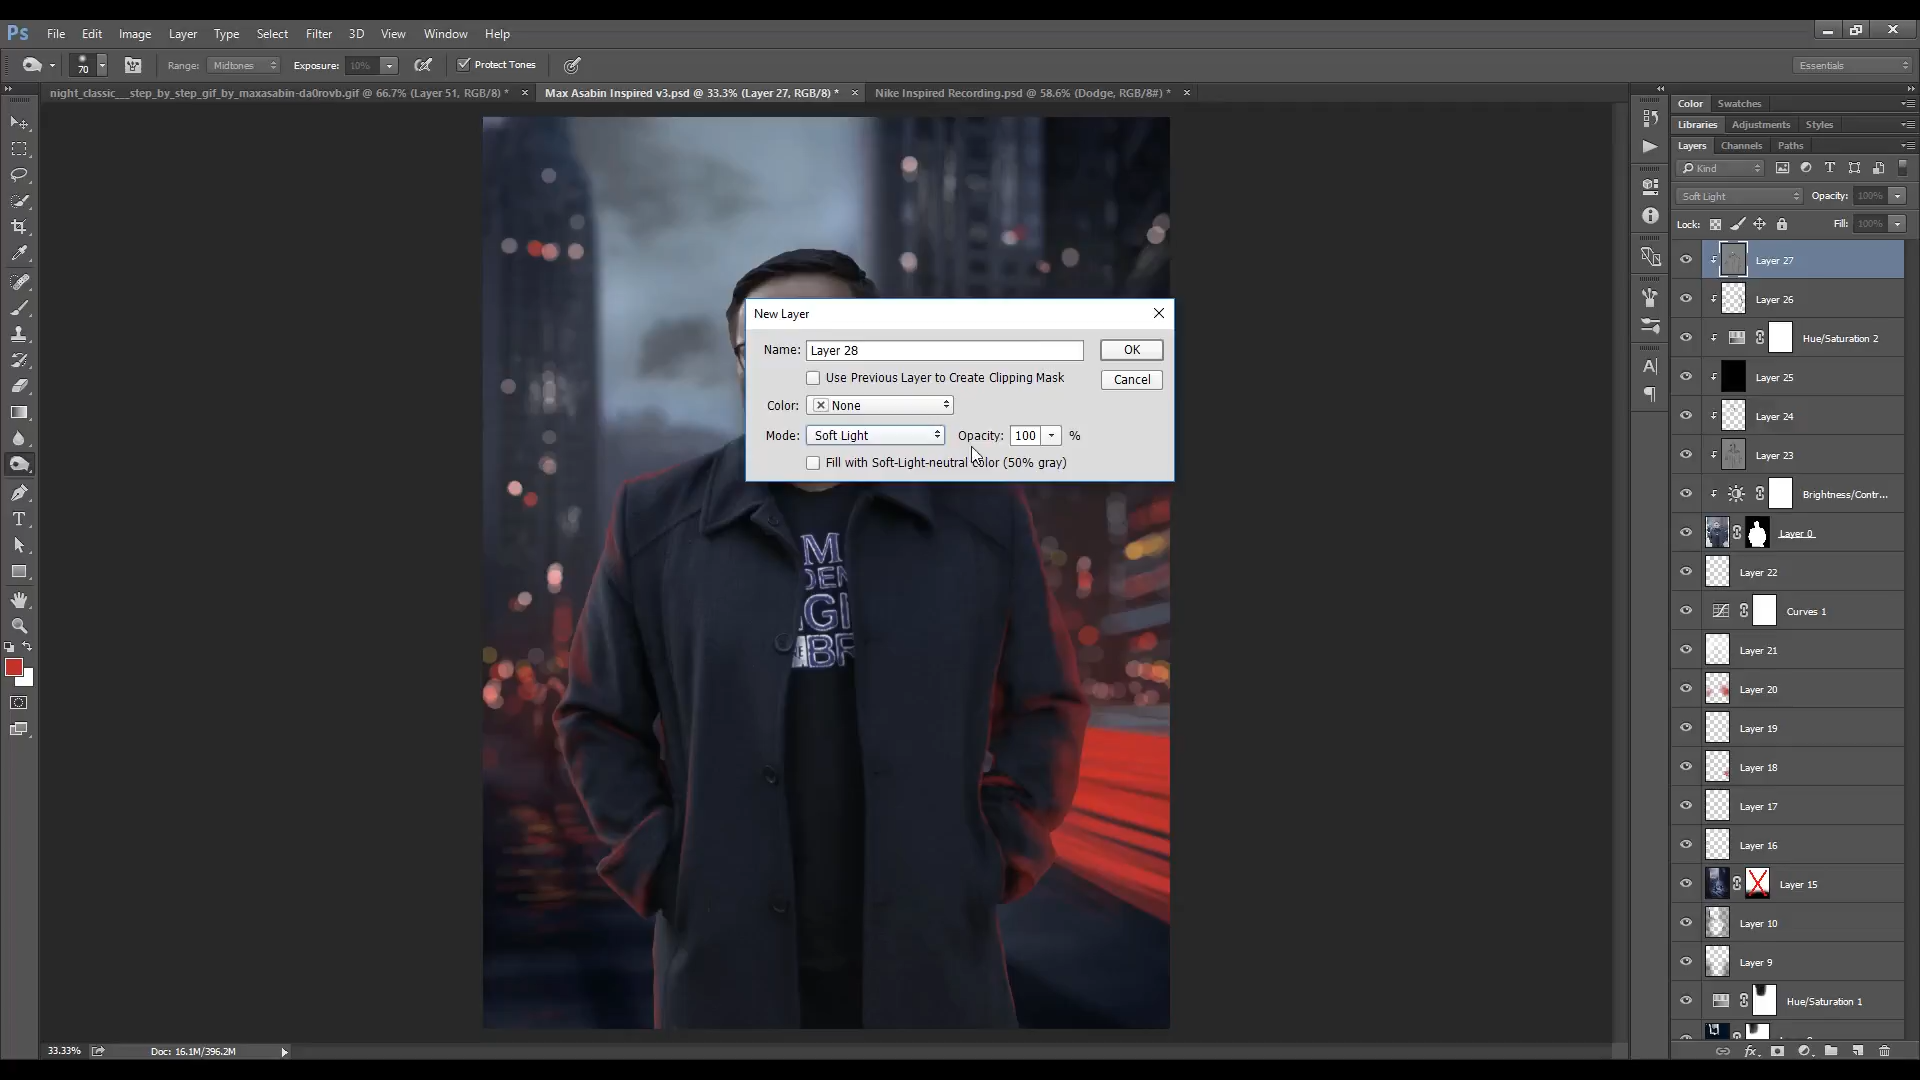 Ps File Edit Image Layer Type Select Filter 3D View Window Help
70 Range: Midtones Exposure: 10% Protect Tones Essentials
night_classic___step_by_step_gif_by_maxasabin-da0rovb.gif @ 66.7% (Layer 51, RGB/8) * Max Asabin Inspired v3.psd @ 33.3% (Layer 27, RGB/8) * Nike Inspired Recording.psd @ 58.6% (Dodge, RGB/8#) *
Color Swatches
Libraries Adjustments Styles
Layers Channels Paths
Kind
Soft Light Opacity: 100%
Lock: Fill: 100%
Layer 27
Layer 26
Hue/Saturation 2
Layer 25
Layer 24
Layer 23
Brightness/Contr...
Layer 0
Layer 22
Curves 1
Layer 21
Layer 20
Layer 19
Layer 18
Layer 17
Layer 16
Layer 15
Layer 10
Layer 9
Hue/Saturation 1
fx
New Layer
Name: Layer 28 OK
Use Previous Layer to Create Clipping Mask Cancel
Color: None
Mode: Soft Light Opacity: 100 %
Fill with Soft-Light-neutral color (50% gray)
M
DEN
GI
BR
33.33% Doc: 16.1M/396.2M